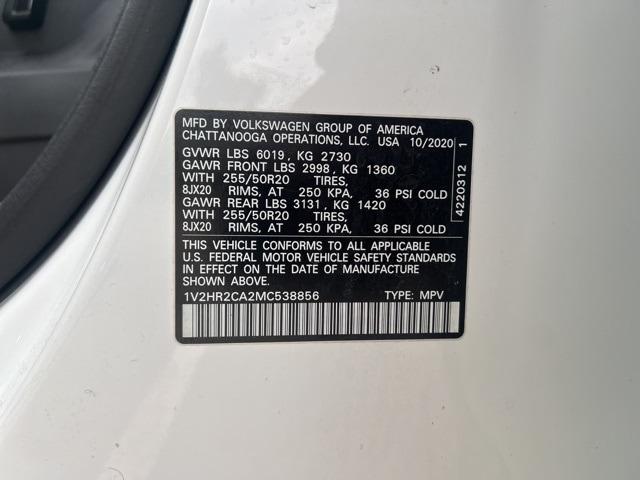 MFD BY VOLKSWAGEN GROUP OF AMERICA
CHATTANOOGA OPERATIONS, LLC. USA 10/2020
GVWR LBS 6019, KG 2730
GAWR FRONT LBS 2998, KG 1360
WITH 255/50R20 TIRES,
8JX20 RIMS, AT 250 KPA, 36 PSI COLD
GAWR REAR LBS 3131, KG 1420
WITH 255/50R20 TIRES,
8JX20 RIMS, AT 250 KPA, 36 PSI COLD
THIS VEHICLE CONFORMS TO ALL APPLICABLE
U.S. FEDERAL MOTOR VEHICLE SAFETY STANDARDS
IN EFFECT ON THE DATE OF MANUFACTURE
SHOWN ABOVE.
1V2HR2CA2MC538856 TYPE: MPV
4220312 1